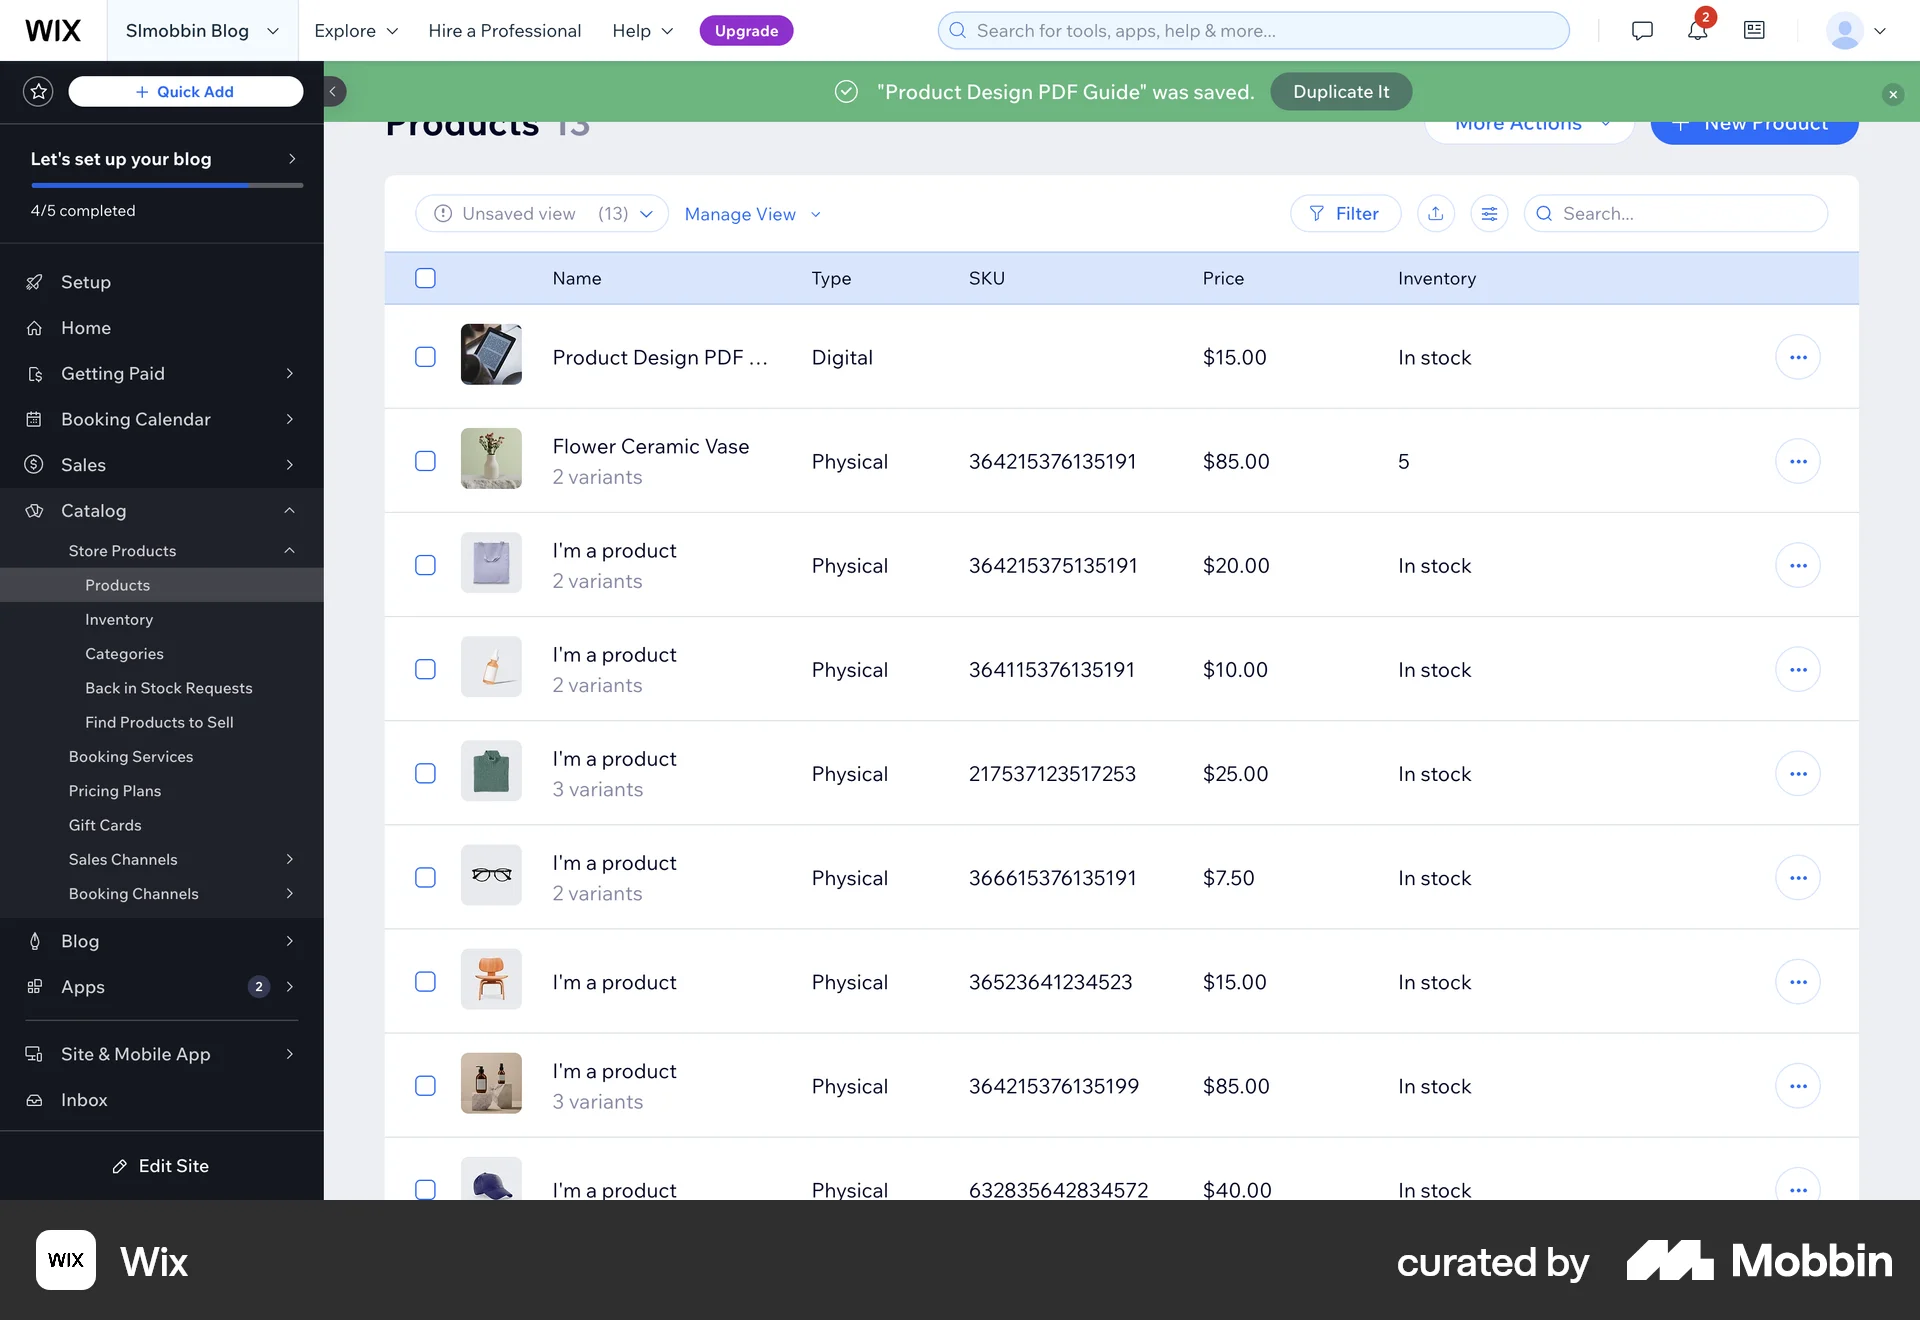 WIX
SImobbin Blog
Explore
Hire a Professional
Help
Upgrade
Search for tools, apps, help & more...
2
Quick Add
"Product Design PDF Guide" was saved.
Duplicate It
Let's set up your blog
4/5 completed
Setup
Home
Getting Paid
Booking Calendar
Sales
Catalog
Store Products
Products
Inventory
Categories
Back in Stock Requests
Find Products to Sell
Booking Services
Pricing Plans
Gift Cards
Sales Channels
Booking Channels
Blog
Apps
2
Site & Mobile App
Inbox
Edit Site
Products 13
More Actions
+ New Product
Unsaved view (13)
Manage View
Filter
Search...
Name Type SKU Price Inventory
Product Design PDF ... Digital $15.00 In stock
Flower Ceramic Vase
2 variants
Physical 364215376135191 $85.00 5
I'm a product
2 variants
Physical 364215375135191 $20.00 In stock
I'm a product
2 variants
Physical 364115376135191 $10.00 In stock
I'm a product
3 variants
Physical 217537123517253 $25.00 In stock
I'm a product
2 variants
Physical 366615376135191 $7.50 In stock
I'm a product Physical 36523641234523 $15.00 In stock
I'm a product
3 variants
Physical 364215376135199 $85.00 In stock
I'm a product Physical 632835642834572 $40.00 In stock
WIX
Wix
curated by
Mobbin